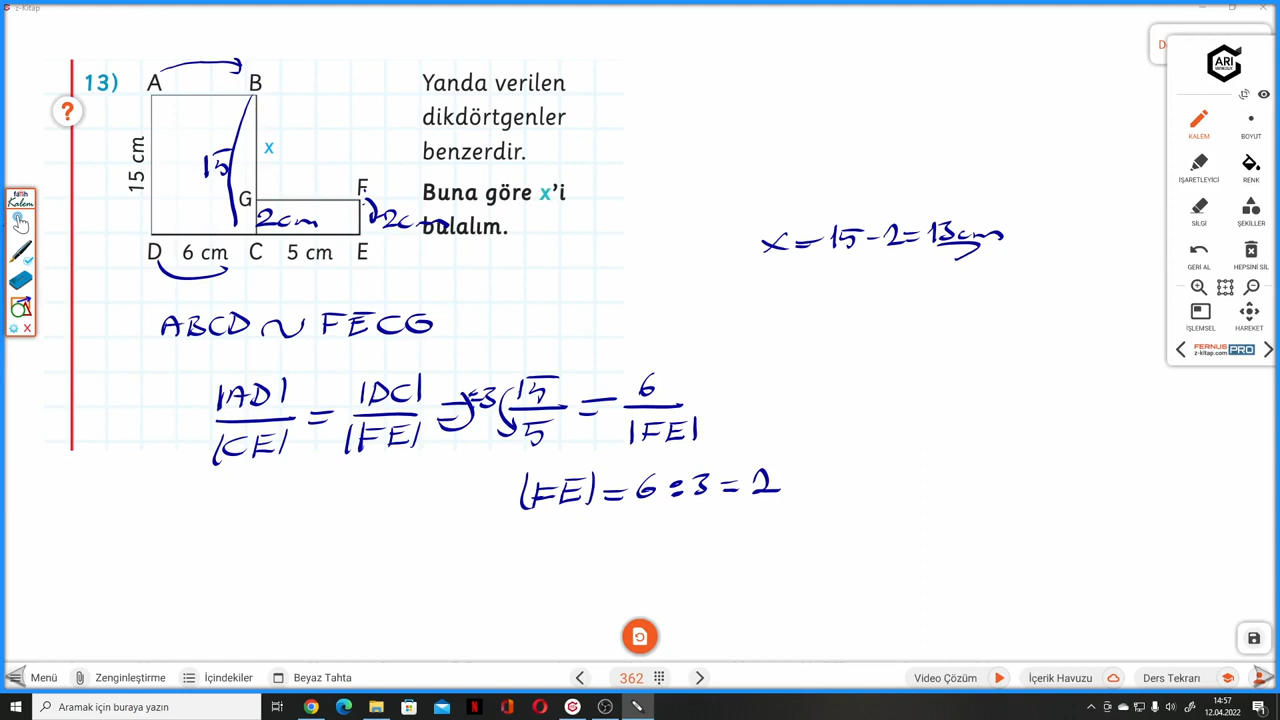 z-Kitap
13)
A
B
Yanda verilen
dikdörtgenler
benzerdir.
Buna göre x'i
bulalım.
15 cm
15
x
G
F
2cm
2cm
D 6 cm C 5 cm E
x = 15 - 2 = 13cm
ABCD ~ FECG
|AD| / |CE| = |DC| / |FE| = 3 15 / 5 = 6 / |FE|
|FE| = 6 : 3 = 2
fatih
Kalem
ARI
KALEM
BOYUT
İŞARETLEYİCİ
RENK
SİLGİ
ŞEKİLLER
GERİ AL
HEPSİNİ SİL
İŞLEMSEL
HAREKET
FERNUS PRO
z-kitap.com
Menü
Zenginleştirme
İçindekiler
Beyaz Tahta
362
Video Çözüm
İçerik Havuzu
Ders Tekrarı
Aramak için buraya yazın
14:57
12.04.2022